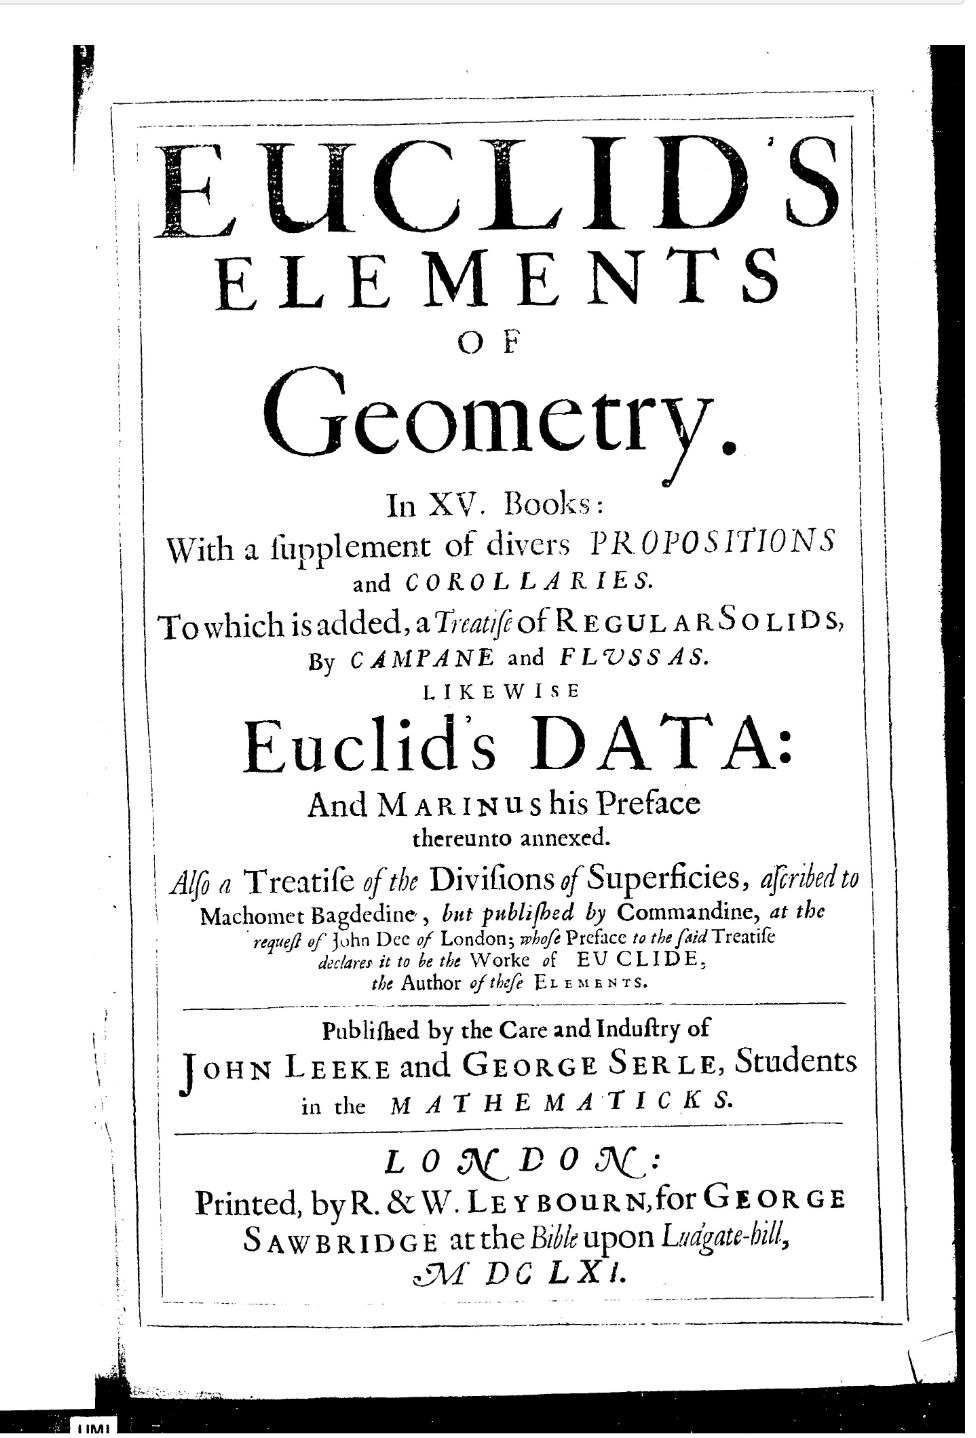 EUCLID'S
ELEMENTS
OF
Geometry.
In XV. Books:
With a ſupplement of divers PROPOSITIONS
and COROLLARIES.
To which is added, a Treatiſe of REGULAR SOLIDS,
By CAMPANE and FLVSSAS.
LIKEWISE
Euclid's DATA:
And MARINUS his Preface
thereunto annexed.
Alſo a Treatiſe of the Diviſions of Superficies, aſcribed to
Machomet Bagdedine, but publiſhed by Commandine, at the
requeſt of John Dee of London; whoſe Preface to the ſaid Treatiſe
declares it to be the Worke of EUCLIDE,
the Author of theſe ELEMENTS.
Publiſhed by the Care and Induſtry of
JOHN LEEKE and GEORGE SERLE, Students
in the MATHEMATICKS.
LONDON:
Printed, by R. & W. LEYBOURN, for GEORGE
SAWBRIDGE at the Bible upon Ludgate-hill,
M DC LXI.
UMI